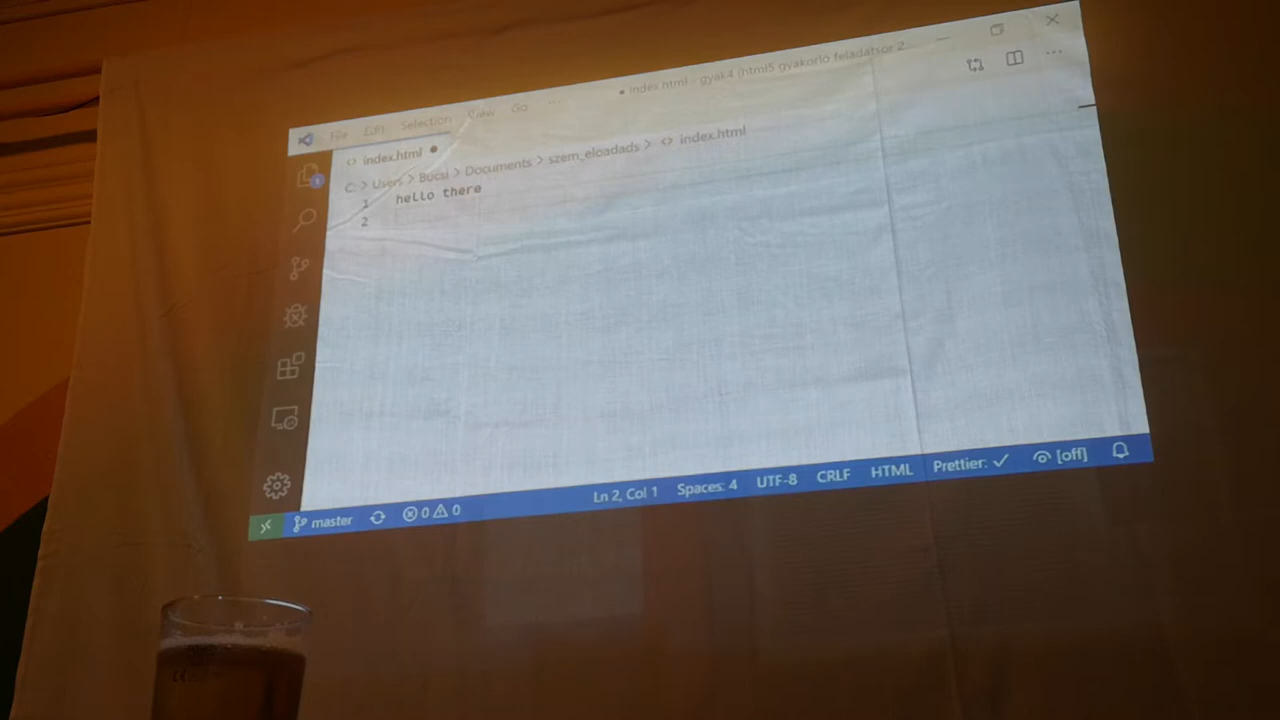 File Edit Selection View Go ··· ● index.html - gyak4 (html5 gyakorló feladatsor 2...
<> index.html ●
C: > Users > Bucsi > Documents > szem_eloadads > <> index.html
1 hello there
2
master 0 0 Ln 2, Col 1 Spaces: 4 UTF-8 CRLF HTML Prettier: ✓ [off]